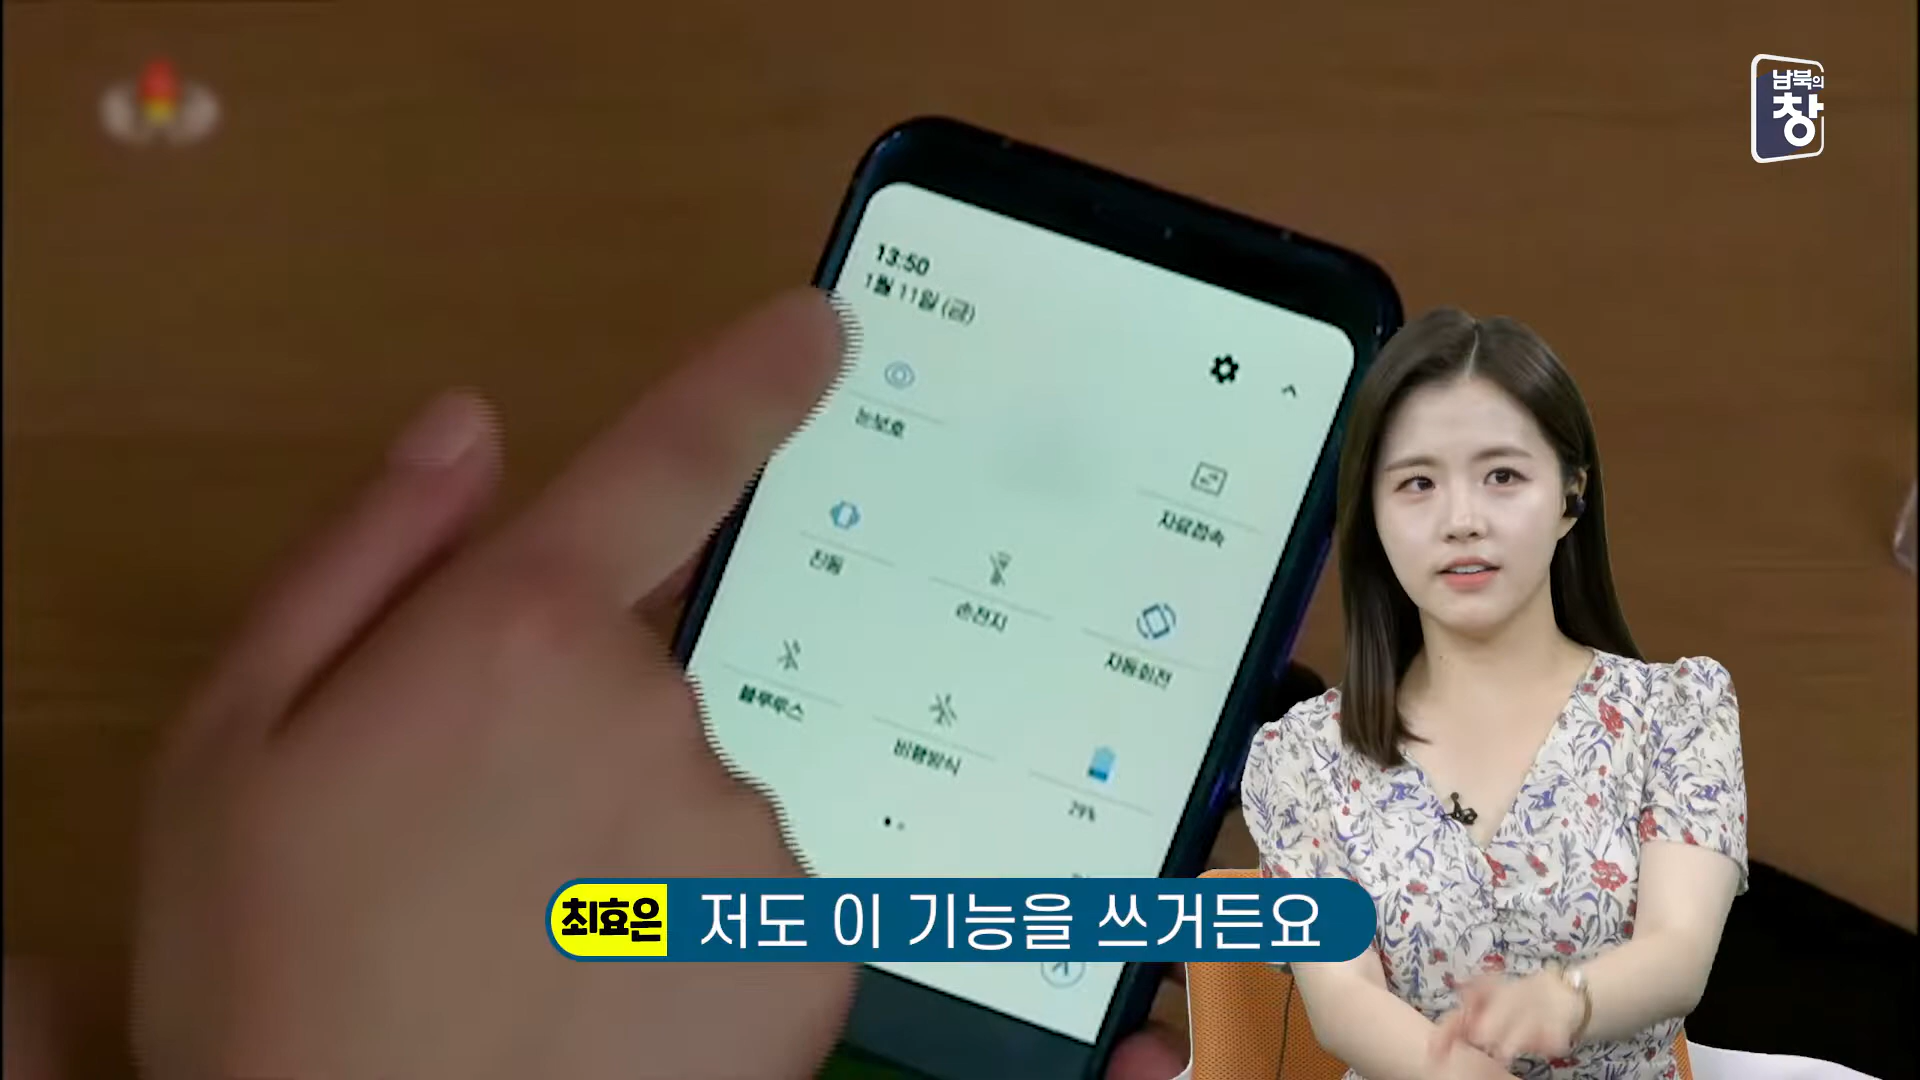 남북의
창
13:50
1월 11일 (금)
눈보호
자료접속
진동
손전지
자동회전
블루투스
비행방식
29%
최효은 저도 이 기능을 쓰거든요